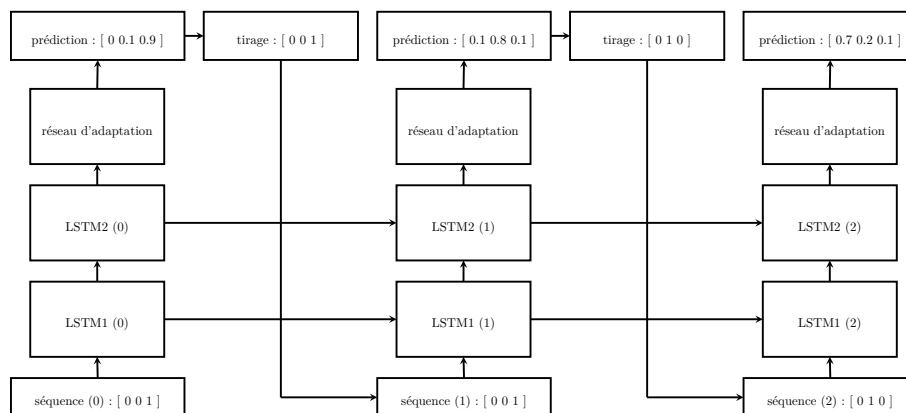 prédiction : [ 0 0.1 0.9 ]
tirage : [ 0 0 1 ]
prédiction : [ 0.1 0.8 0.1 ]
tirage : [ 0 1 0 ]
prédiction : [ 0.7 0.2 0.1 ]
réseau d'adaptation
réseau d'adaptation
réseau d'adaptation
LSTM2 (0)
LSTM2 (1)
LSTM2 (2)
LSTM1 (0)
LSTM1 (1)
LSTM1 (2)
séquence (0) : [ 0 0 1 ]
séquence (1) : [ 0 0 1 ]
séquence (2) : [ 0 1 0 ]